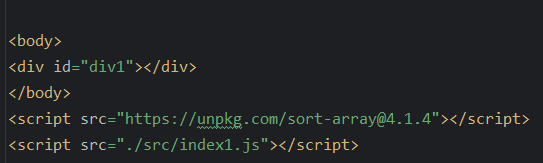 <body>
<div id="div1"></div>
</body>
<script src="https://unpkg.com/sort-array@4.1.4"></script>
<script src="./src/index1.js"></script>